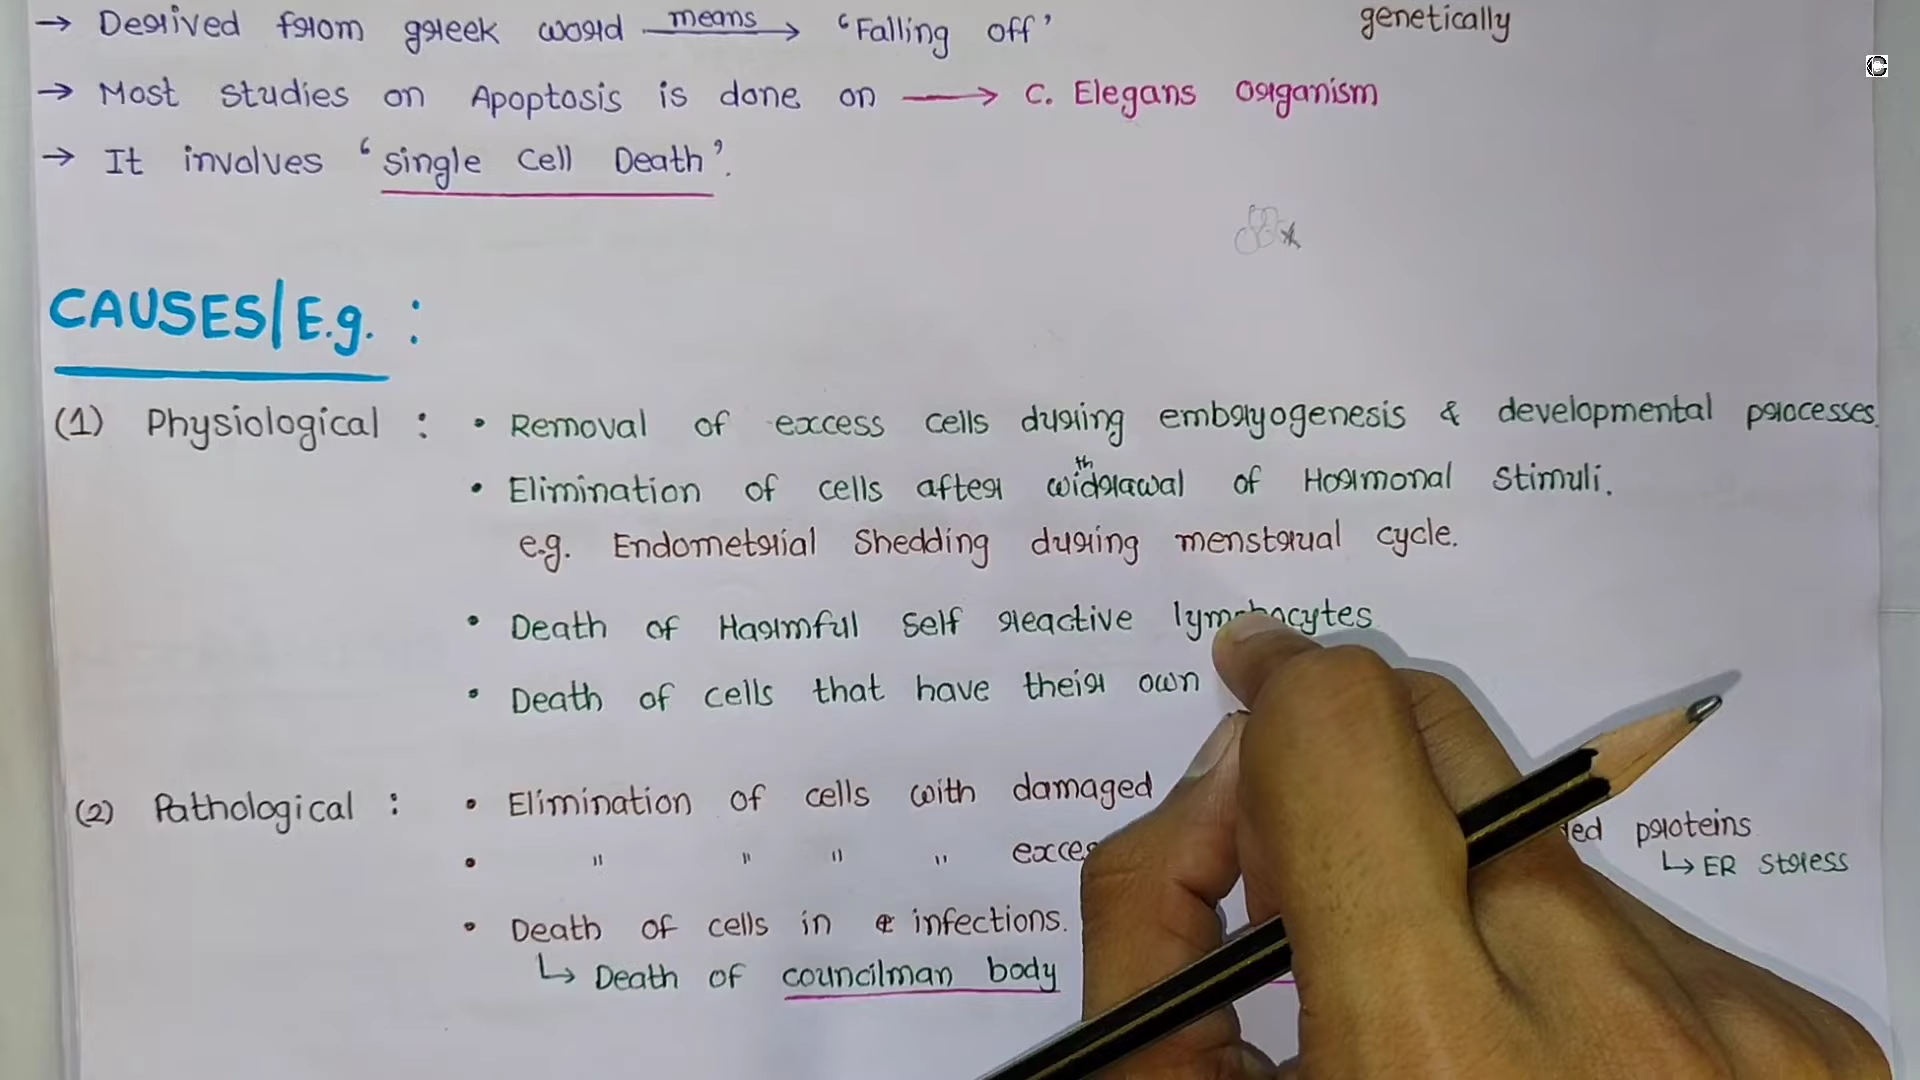 → Derived from greek word means → 'Falling off'
genetically
→ Most studies on Apoptosis is done on → C. Elegans Organism
→ It involves 'single cell Death'.
CAUSES/E.g. :
(1) Physiological : • Removal of excess cells during embryogenesis & developmental processes.
• Elimination of cells after widthrawal of Hormonal Stimuli.
e.g. Endometrial Shedding during menstrual cycle.
• Death of Harmful Self reactive lymphocytes
• Death of cells that have their own
(2) Pathological : • Elimination of cells with damaged
• " " " "
proteins
↳ ER Stress
• Death of cells in infections.
↳ Death of councilman body